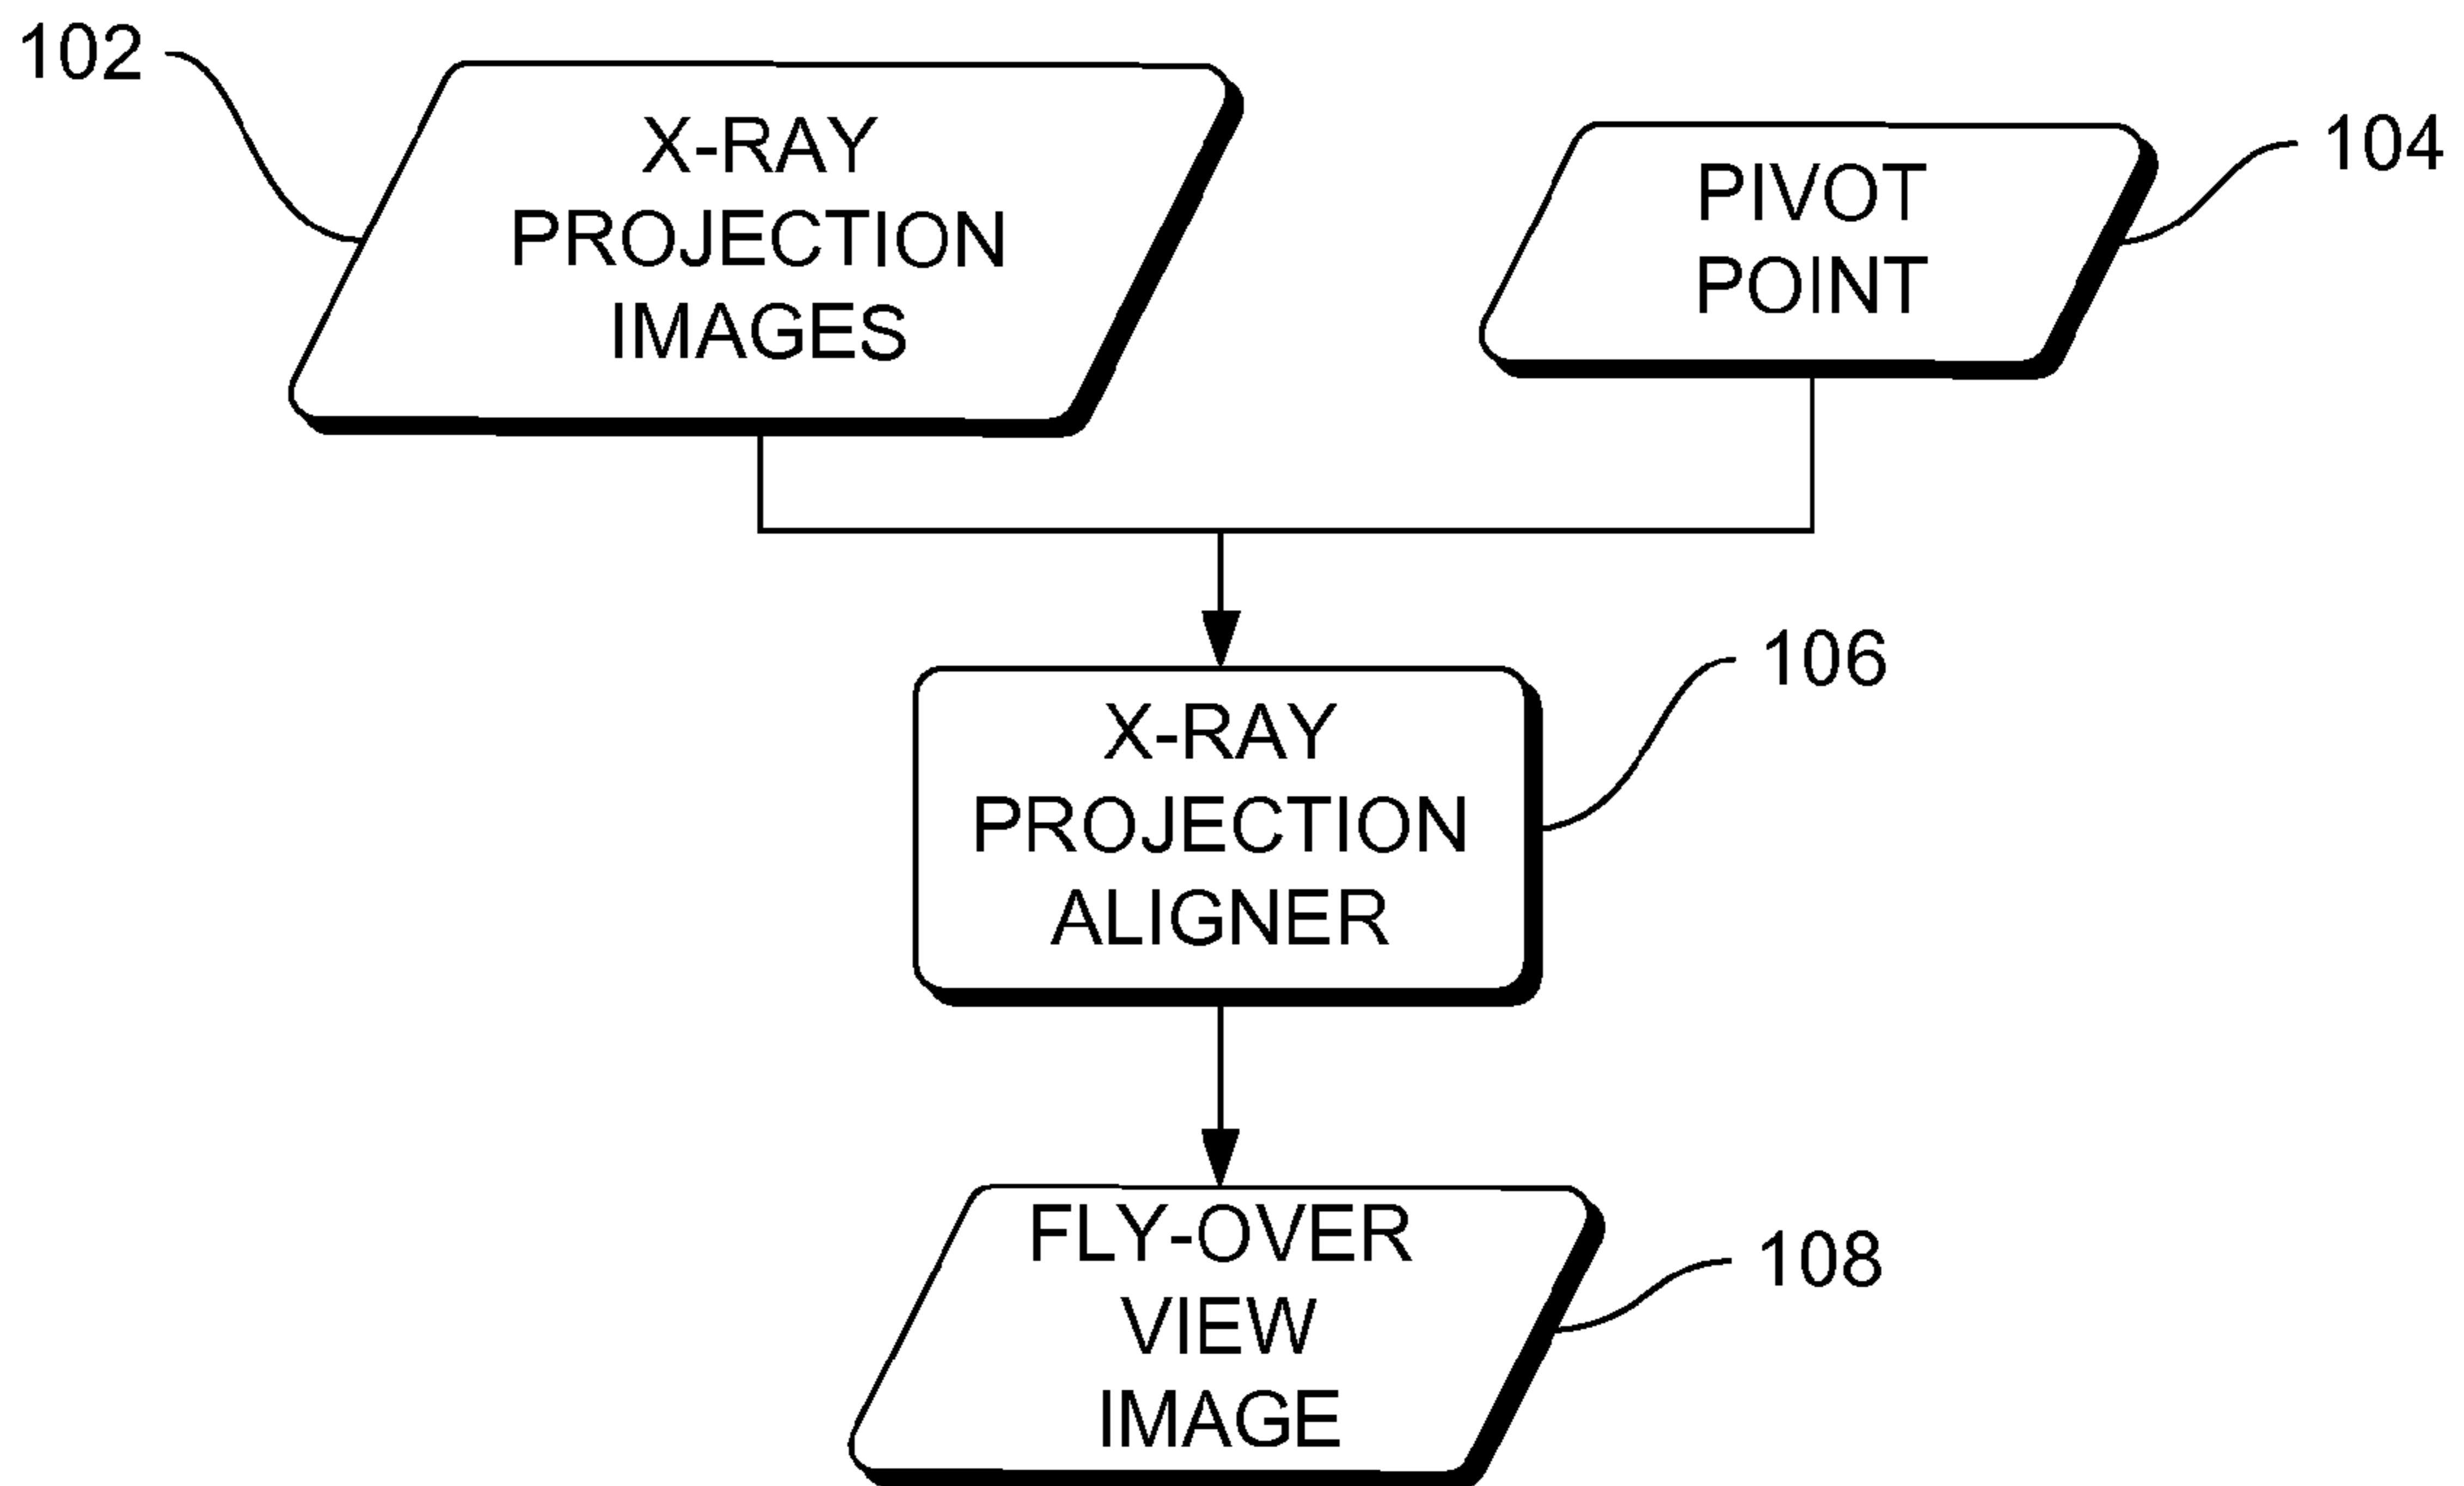 102
X-RAY
PROJECTION
IMAGES
PIVOT
POINT
104
X-RAY
PROJECTION
ALIGNER
106
FLY-OVER
VIEW
IMAGE
108